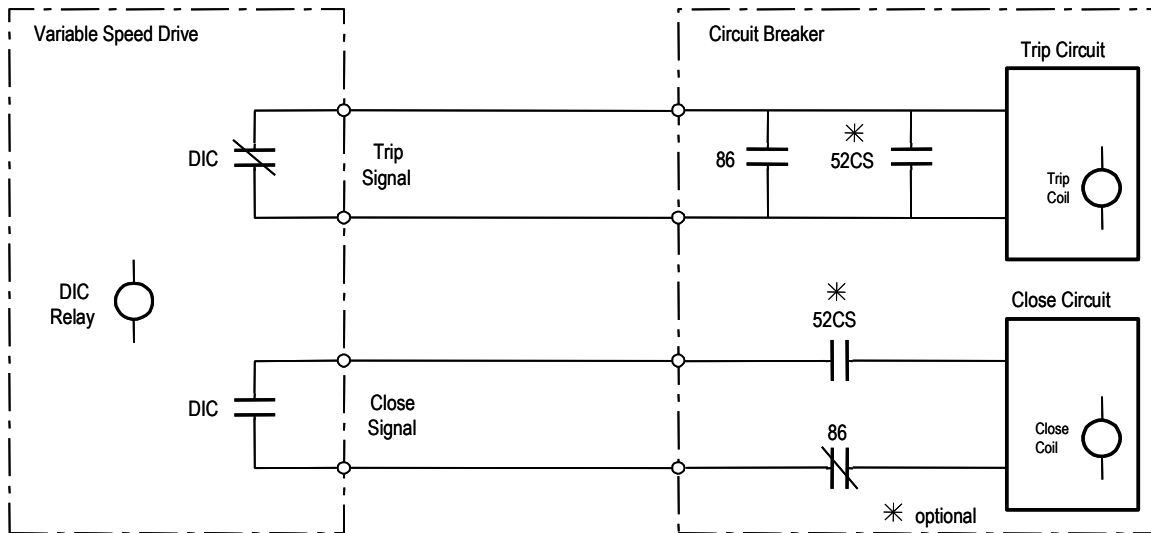 Variable Speed Drive
Circuit Breaker
Trip Circuit
DIC
Trip
Signal
86
✳
52CS
Trip
Coil
DIC
Relay
✳
52CS
Close Circuit
DIC
Close
Signal
86
Close
Coil
✳ optional